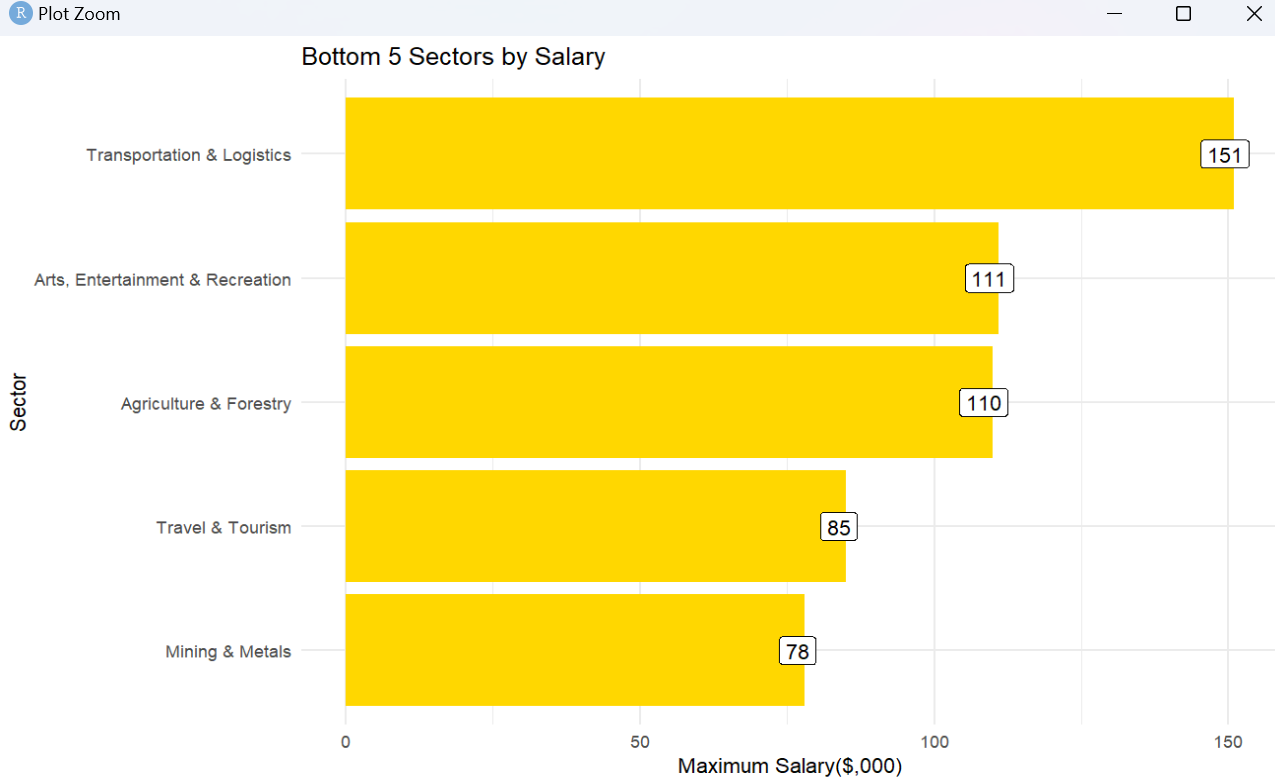 R Plot Zoom
Bottom 5 Sectors by Salary
Transportation & Logistics
151
Arts, Entertainment & Recreation
111
Agriculture & Forestry
110
Travel & Tourism
85
Mining & Metals
78
Sector
0 50 100 150
Maximum Salary($,000)